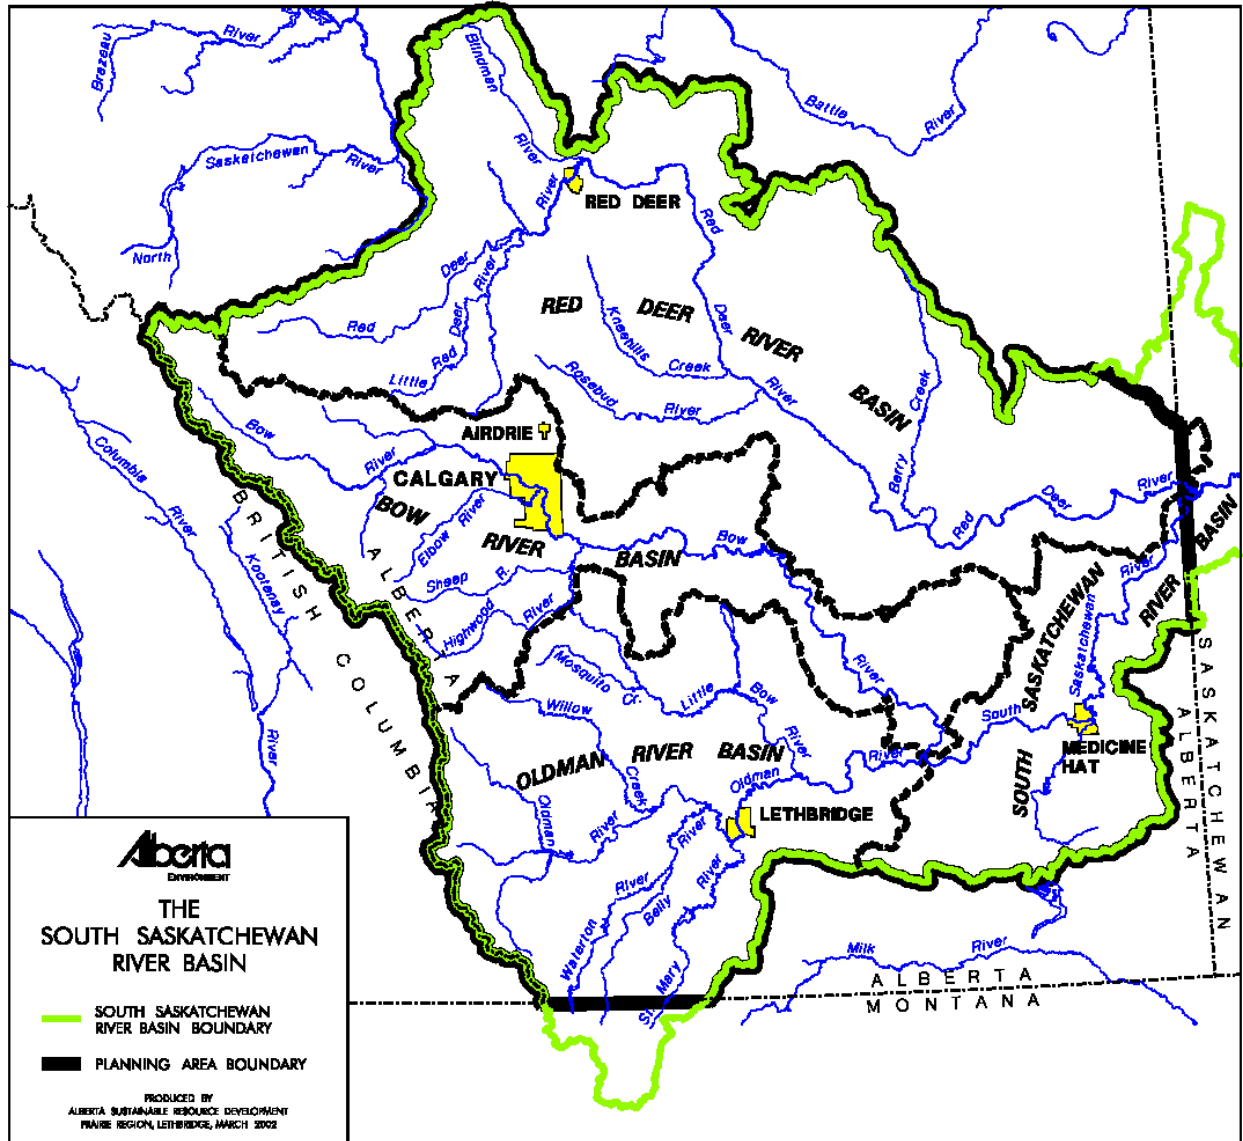 Brazeau
River
Blindman
River
Battle
River
Saskatchewan
River
North
River
RED DEER
Red
Deer
River
Deer
Red
Deer
River
Red
Little
RED DEER RIVER BASIN
Kneehills
Creek
Deer
Rosebud
River
River
Creek
Berry
Red
Deer
River
Bow
River
AIRDRIE
CALGARY
BOW RIVER BASIN
Elbow
River
Bow
Sheep R.
Highwood
River
River
Columbia
River
Kootenay
River
BRITISH COLUMBIA
ALBERTA
Mosquito
Cr.
Little
Bow
River
Willow
Creek
OLDMAN RIVER BASIN
Oldman
River
Oldman
River
LETHBRIDGE
River
River
Belly
River
Waterton
St.
Mary
South
Saskatchewan
River
SOUTH SASKATCHEWAN RIVER BASIN
MEDICINE
HAT
SASKATCHEWAN
ALBERTA
Milk
River
ALBERTA
MONTANA
Alberta
ENVIRONMENT
THE
SOUTH SASKATCHEWAN
RIVER BASIN
SOUTH SASKATCHEWAN
RIVER BASIN BOUNDARY
PLANNING AREA BOUNDARY
PRODUCED BY
ALBERTA SUSTAINABLE RESOURCE DEVELOPMENT
PRAIRIE REGION, LETHBRIDGE, MARCH 2002